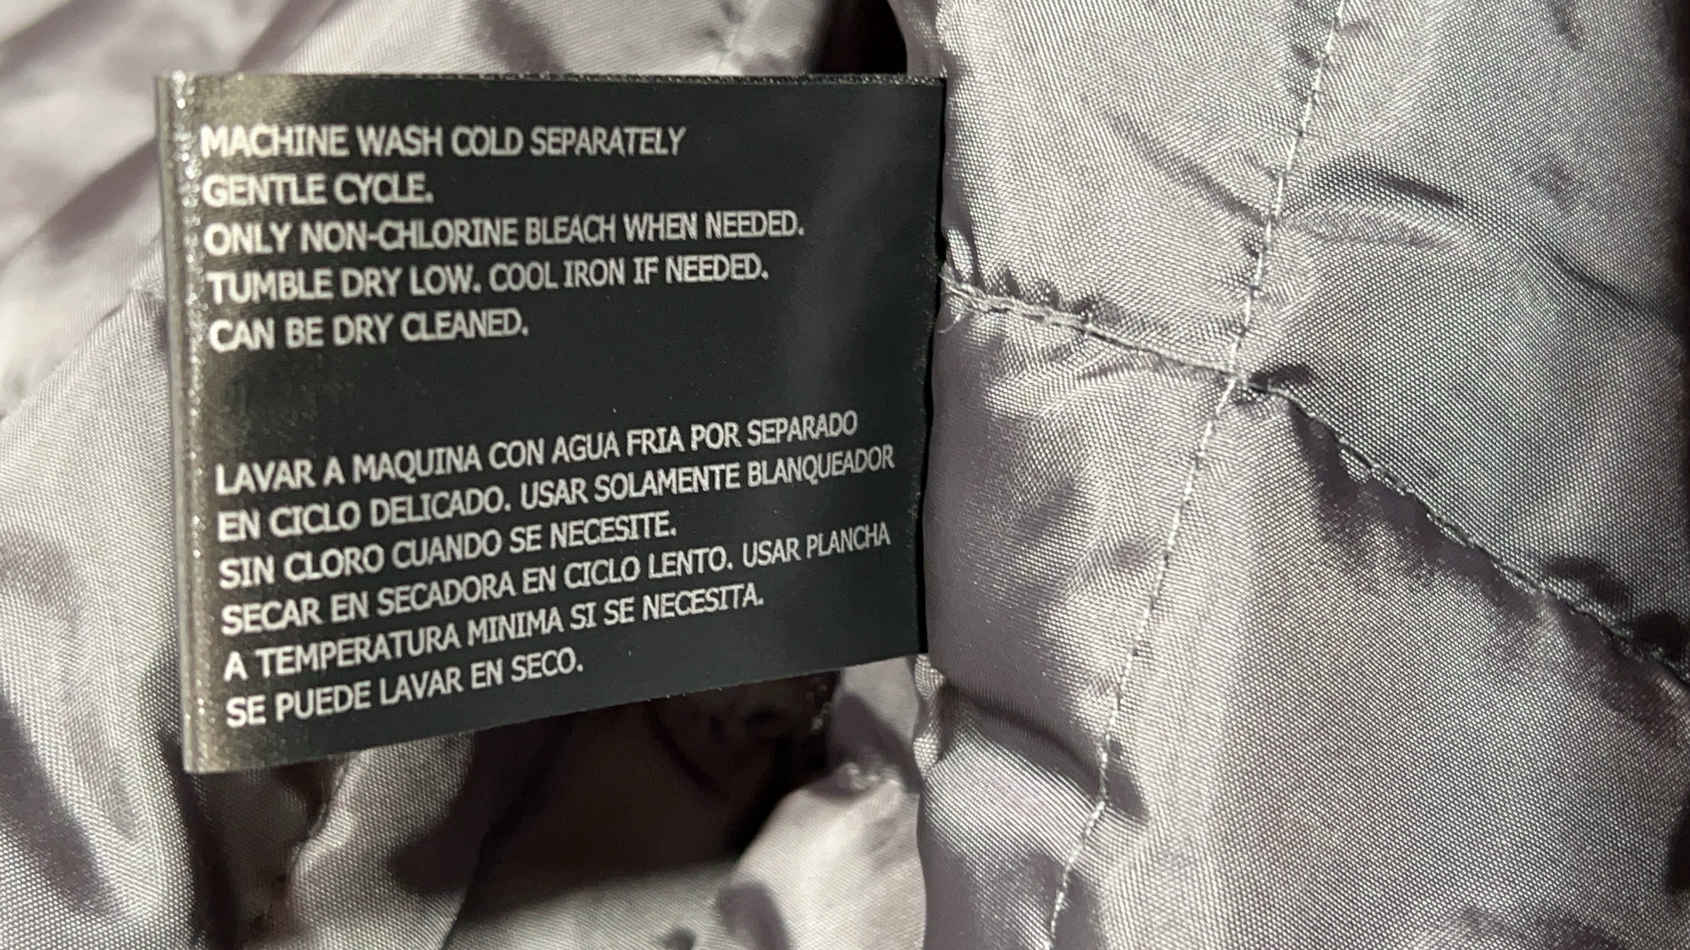 MACHINE WASH COLD SEPARATELY
GENTLE CYCLE.
ONLY NON-CHLORINE BLEACH WHEN NEEDED.
TUMBLE DRY LOW. COOL IRON IF NEEDED.
CAN BE DRY CLEANED.
LAVAR A MAQUINA CON AGUA FRIA POR SEPARADO
EN CICLO DELICADO. USAR SOLAMENTE BLANQUEADOR
SIN CLORO CUANDO SE NECESITE.
SECAR EN SECADORA EN CICLO LENTO. USAR PLANCHA
A TEMPERATURA MINIMA SI SE NECESITA.
SE PUEDE LAVAR EN SECO.